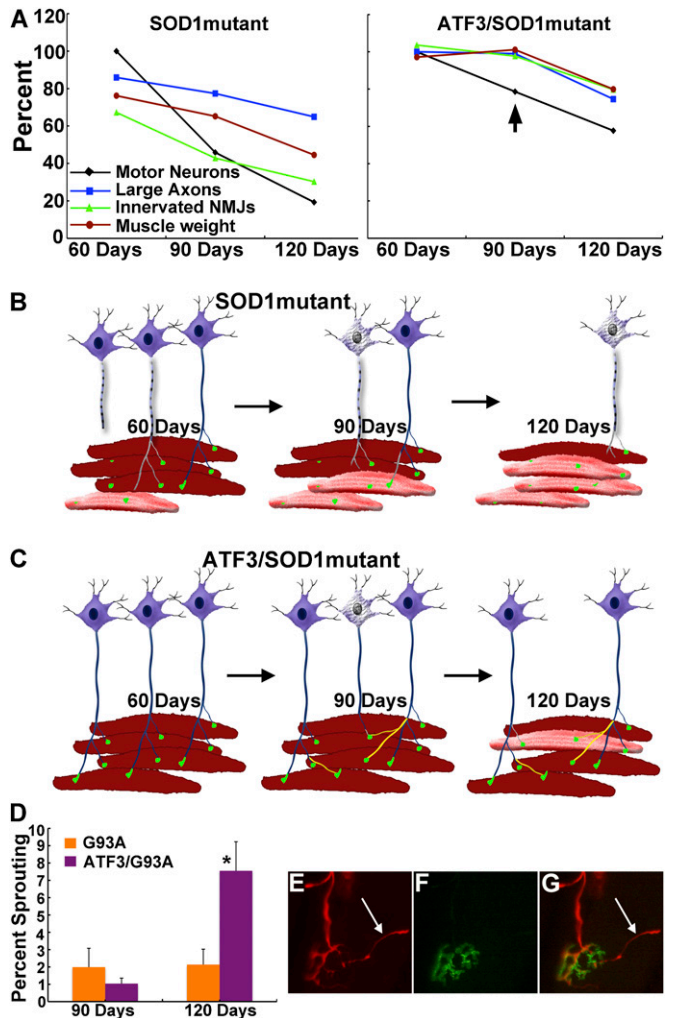 A
SOD1mutant
ATF3/SOD1mutant
Percent
120
100
80
60
40
20
0
Motor Neurons
Large Axons
Innervated NMJs
Muscle weight
60 Days
90 Days
120 Days
60 Days
90 Days
120 Days
B
SOD1mutant
60 Days
90 Days
120 Days
C
ATF3/SOD1mutant
60 Days
90 Days
120 Days
D
Percent Sprouting
10
9
8
7
6
5
4
3
2
1
0
G93A
ATF3/G93A
*
90 Days
120 Days
E
F
G